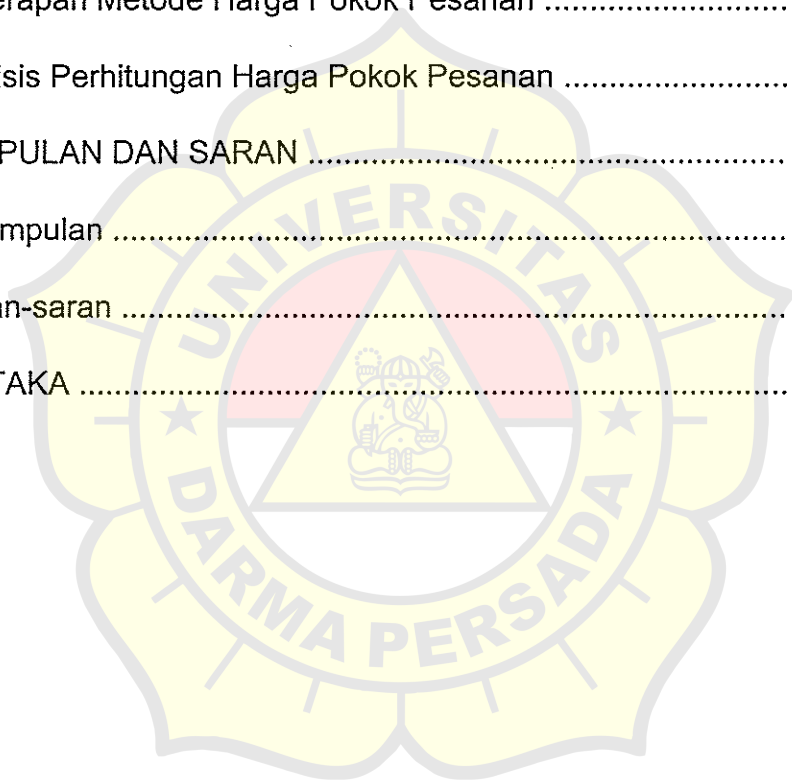 erapan Metode Harga Pokok Pesanan ............................
isis Perhitungan Harga Pokok Pesanan ..........................
PULAN DAN SARAN ......................................................
mpulan ...........................................................................
an-saran ..........................................................................
TAKA ...............................................................................
UNIVERSITAS
DARMA PERSADA